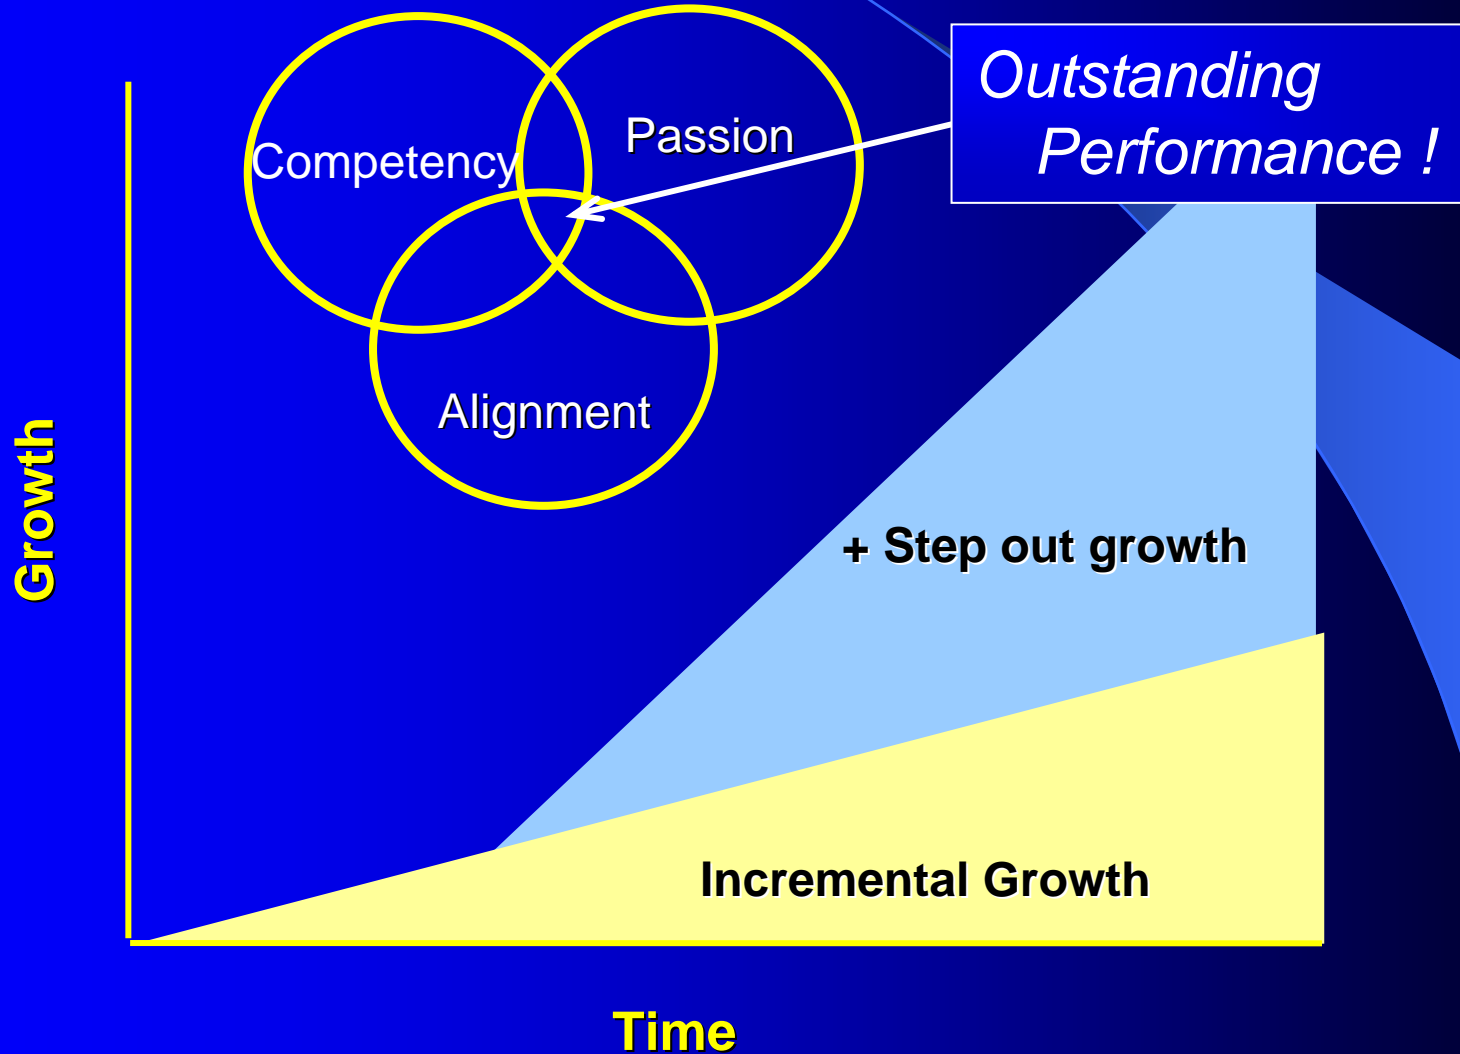 Outstanding
Performance !
Passion
Competency
Alignment
Growth
+ Step out growth
Incremental Growth
Time